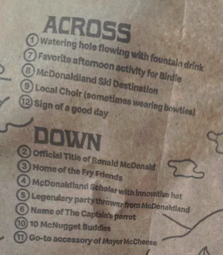 ACROSS
1 Watering hole flowing with fountain drink
7 Favorite afternoon activity for Birdie
8 McDonaldland Ski Destination
9 Local Choir (sometimes wearing bowties)
12 Sign of a good day
DOWN
2 Official Title of Ronald McDonald
3 Home of the Fry Friends
4 McDonaldland Scholar with innovative hat
5 Legendary party thrower from McDonaldland
6 Name of The Captain's parrot
10 10 McNugget Buddies
11 Go-to accessory of Mayor McCheese